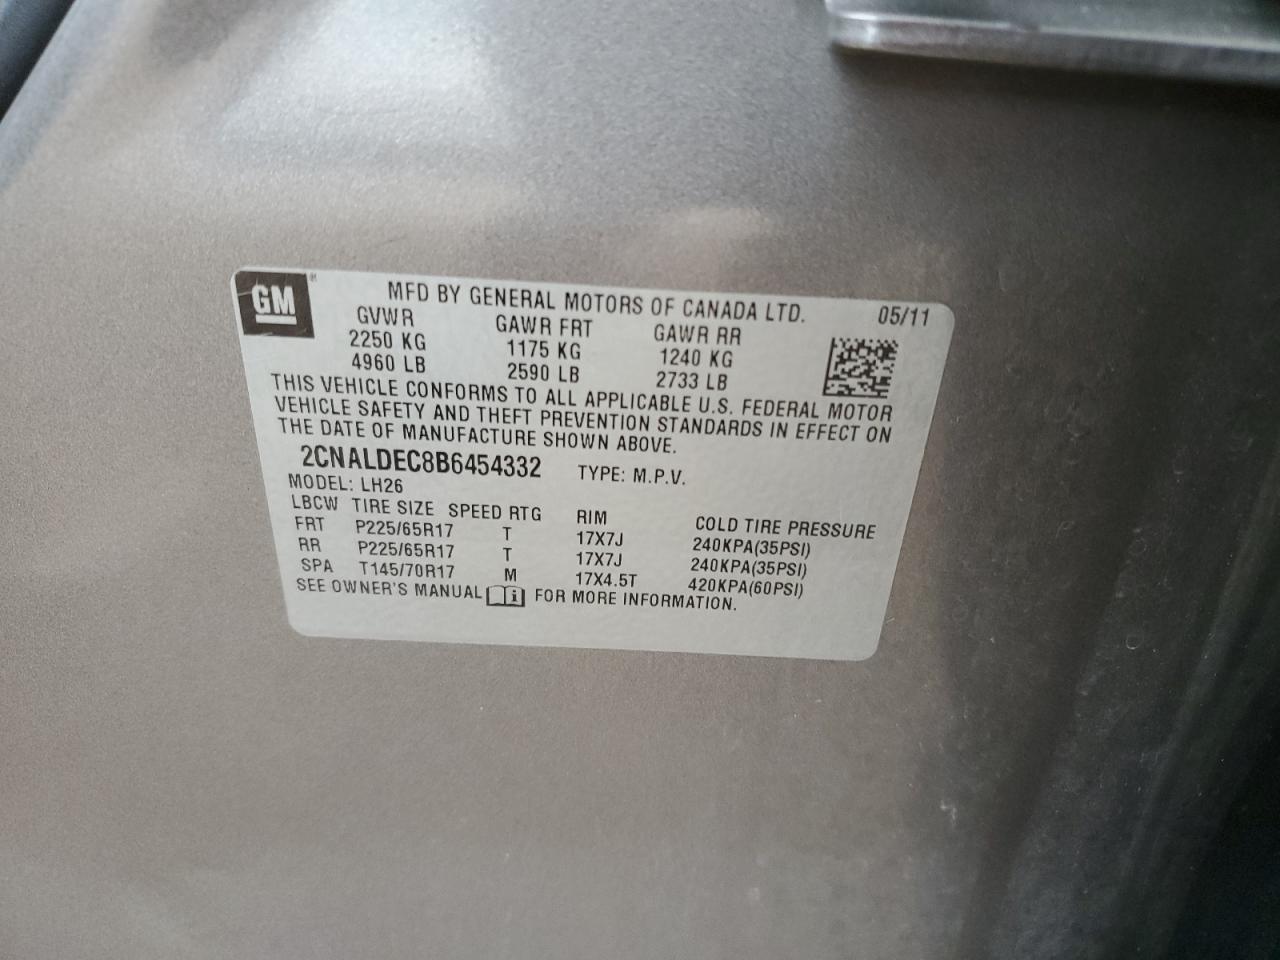 GM®
MFD BY GENERAL MOTORS OF CANADA LTD. 05/11
GVWR GAWR FRT GAWR RR
2250 KG 1175 KG 1240 KG
4960 LB 2590 LB 2733 LB
THIS VEHICLE CONFORMS TO ALL APPLICABLE U.S. FEDERAL MOTOR
VEHICLE SAFETY AND THEFT PREVENTION STANDARDS IN EFFECT ON
THE DATE OF MANUFACTURE SHOWN ABOVE.
2CNALDEC8B6454332 TYPE: M.P.V.
MODEL: LH26
LBCW TIRE SIZE SPEED RTG RIM COLD TIRE PRESSURE
FRT P225/65R17 T 17X7J 240KPA(35PSI)
RR P225/65R17 T 17X7J 240KPA(35PSI)
SPA T145/70R17 M 17X4.5T 420KPA(60PSI)
SEE OWNER'S MANUAL i FOR MORE INFORMATION.